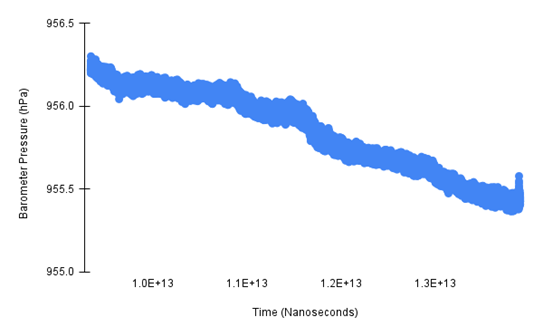 956.5
956.0
955.5
955.0
Barometer Pressure (hPa)
1.0E+13 1.1E+13 1.2E+13 1.3E+13
Time (Nanoseconds)